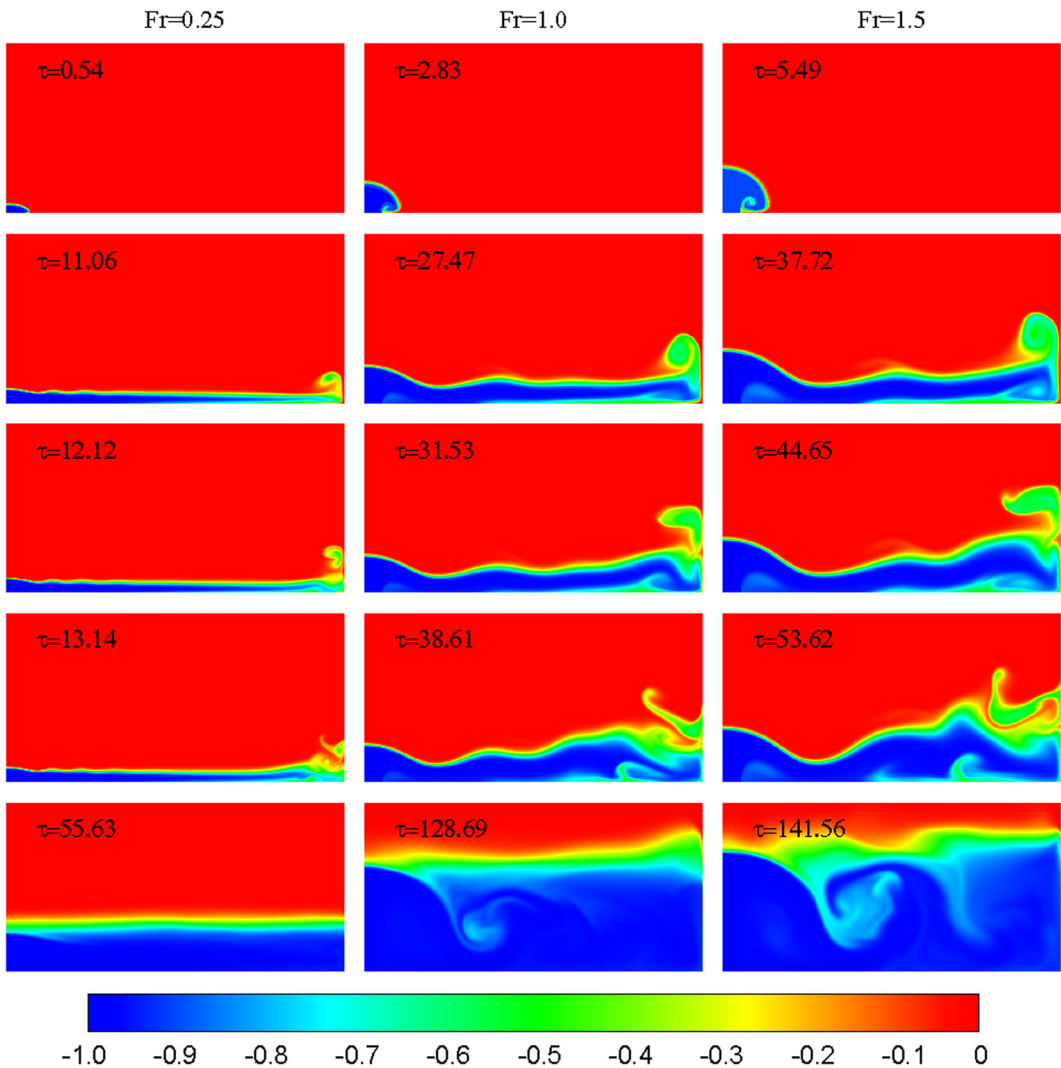 Fr=0.25 Fr=1.0 Fr=1.5
τ=0.54 τ=2.83 τ=5.49
τ=11.06 τ=27.47 τ=37.72
τ=12.12 τ=31.53 τ=44.65
τ=13.14 τ=38.61 τ=53.62
τ=55.63 τ=128.69 τ=141.56
-1.0 -0.9 -0.8 -0.7 -0.6 -0.5 -0.4 -0.3 -0.2 -0.1 0